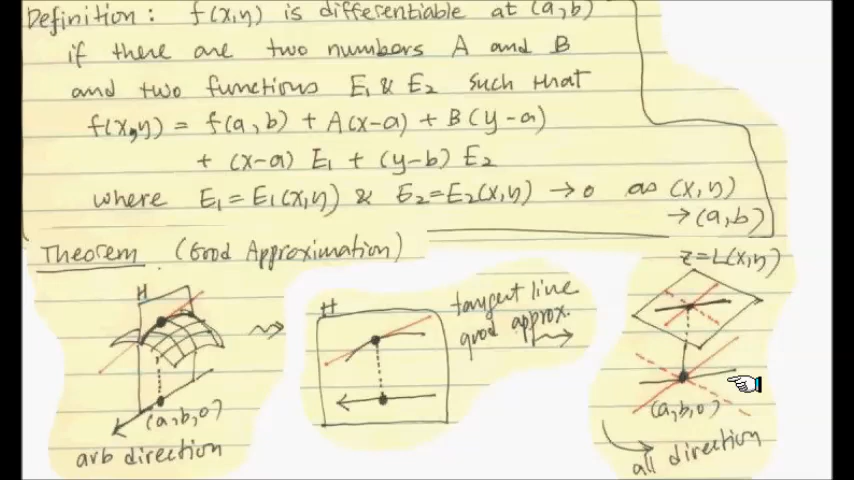 Definition: f(x,y) is differentiable at (a,b)
if there are two numbers A and B
and two functions E₁ & E₂ such that
f(x,y) = f(a,b) + A(x-a) + B(y-a)
+ (x-a) E₁ + (y-b) E₂
where E₁=E₁(x,y) & E₂=E₂(x,y) → 0 as (x,y)
→ (a,b)
Theorem (Good Approximation)
z=L(x,y)
H
H
tangent line
good approx.
(a,b,0)
(a,b,0)
arb direction
all direction